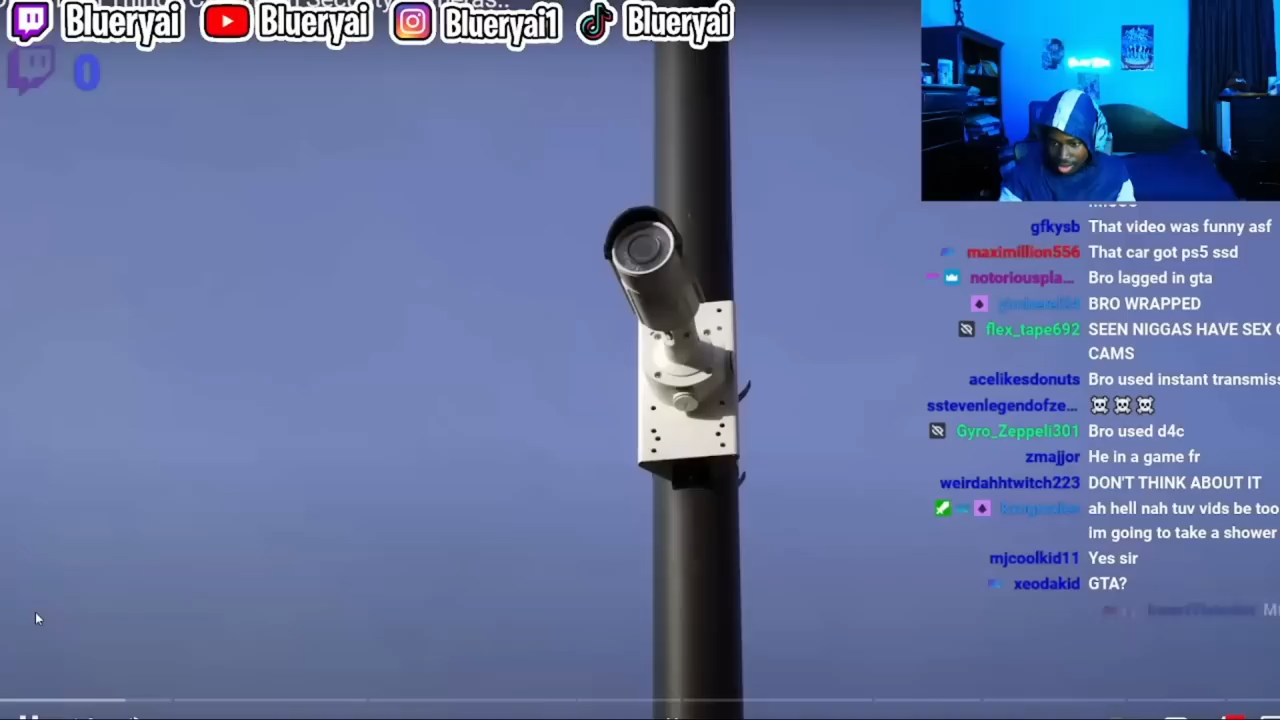 Blueryai Blueryai Blueryai1 Blueryai
0
gfkysb That video was funny asf
maximillion556 That car got ps5 ssd
notoriouspla... Bro lagged in gta
BRO WRAPPED
flex_tape692 SEEN NIGGAS HAVE SEX
CAMS
acelikesdonuts Bro used instant transmiss
sstevenlegendofze...
Gyro_Zeppeli301 Bro used d4c
zmajjor He in a game fr
weirdahhtwitch223 DON'T THINK ABOUT IT
ah hell nah tuv vids be too
im going to take a shower
mjcoolkid11 Yes sir
xeodakid GTA?